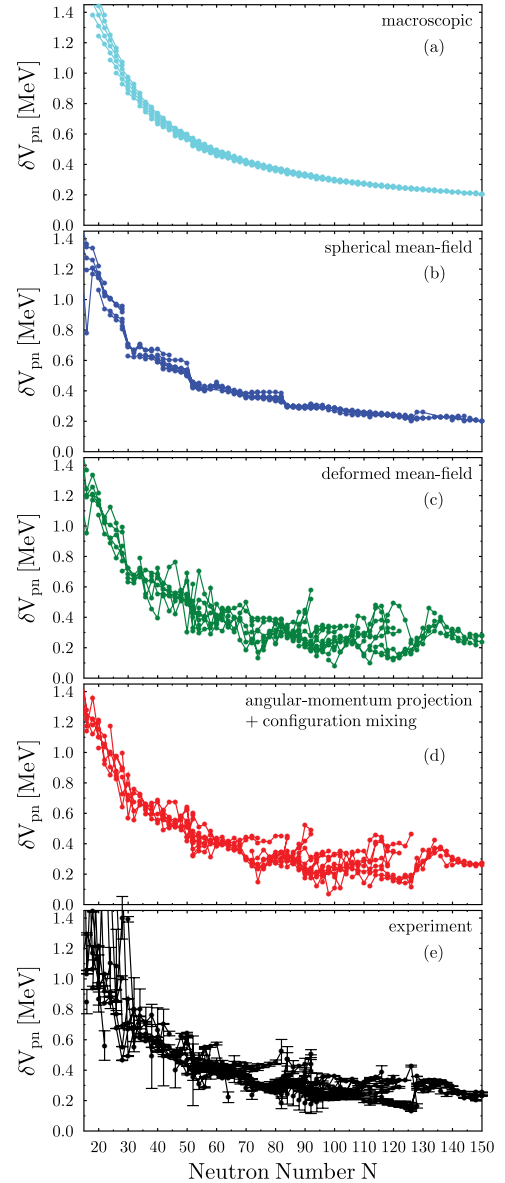 1.4
macroscopic
1.2
(a)
1.0
0.8
0.6
0.4
0.2
0.0
δVpn [MeV]
1.4
spherical mean-field
1.2
(b)
1.0
0.8
0.6
0.4
0.2
0.0
δVpn [MeV]
1.4
deformed mean-field
1.2
(c)
1.0
0.8
0.6
0.4
0.2
0.0
δVpn [MeV]
1.4
angular-momentum projection
+ configuration mixing
1.2
(d)
1.0
0.8
0.6
0.4
0.2
0.0
δVpn [MeV]
1.4
experiment
1.2
(e)
1.0
0.8
0.6
0.4
0.2
0.0
δVpn [MeV]
20 30 40 50 60 70 80 90 100 110 120 130 140 150
Neutron Number N